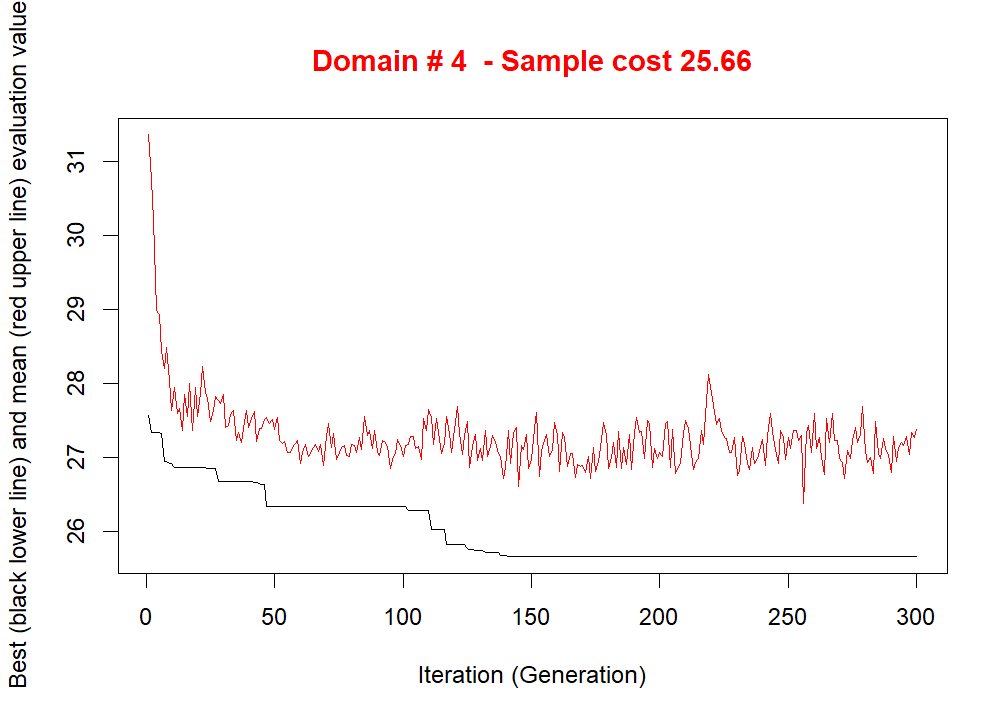 Domain # 4  - Sample cost 25.66
Best (black lower line) and mean (red upper line) evaluation value
31
30
29
28
27
26
0 50 100 150 200 250 300
Iteration (Generation)